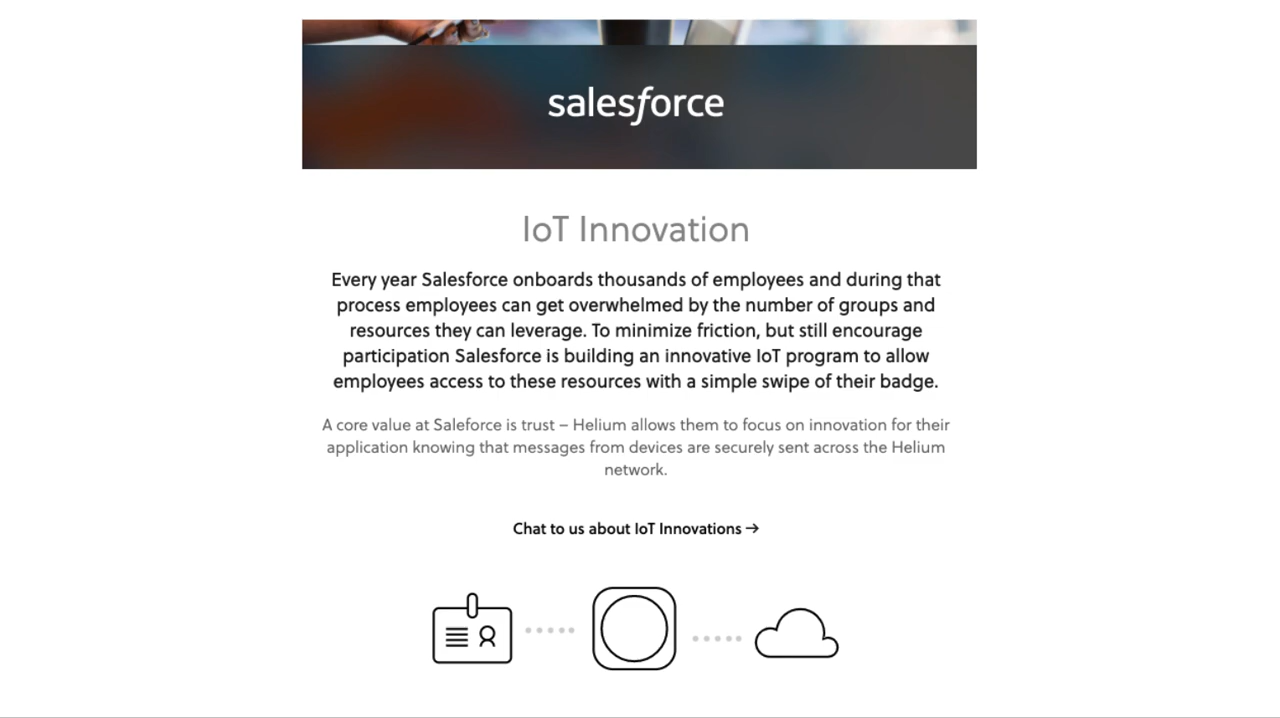 salesforce
IoT Innovation
Every year Salesforce onboards thousands of employees and during that
process employees can get overwhelmed by the number of groups and
resources they can leverage. To minimize friction, but still encourage
participation Salesforce is building an innovative IoT program to allow
employees access to these resources with a simple swipe of their badge.
A core value at Saleforce is trust – Helium allows them to focus on innovation for their
application knowing that messages from devices are securely sent across the Helium
network.
Chat to us about IoT Innovations →